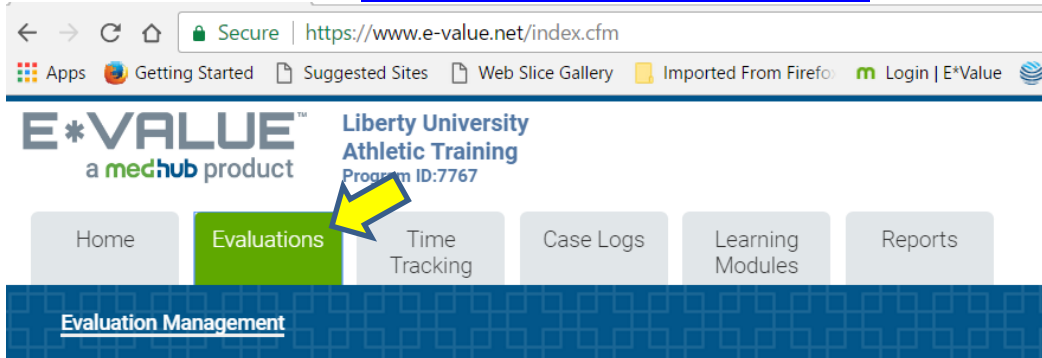 Secure | https://www.e-value.net/index.cfm
Apps Getting Started Suggested Sites Web Slice Gallery Imported From Firefo m Login | E*Value
E*VALUE™ Liberty University
Athletic Training
a medhub product Program ID:7767
Home Evaluations Time Tracking Case Logs Learning Modules Reports
Evaluation Management